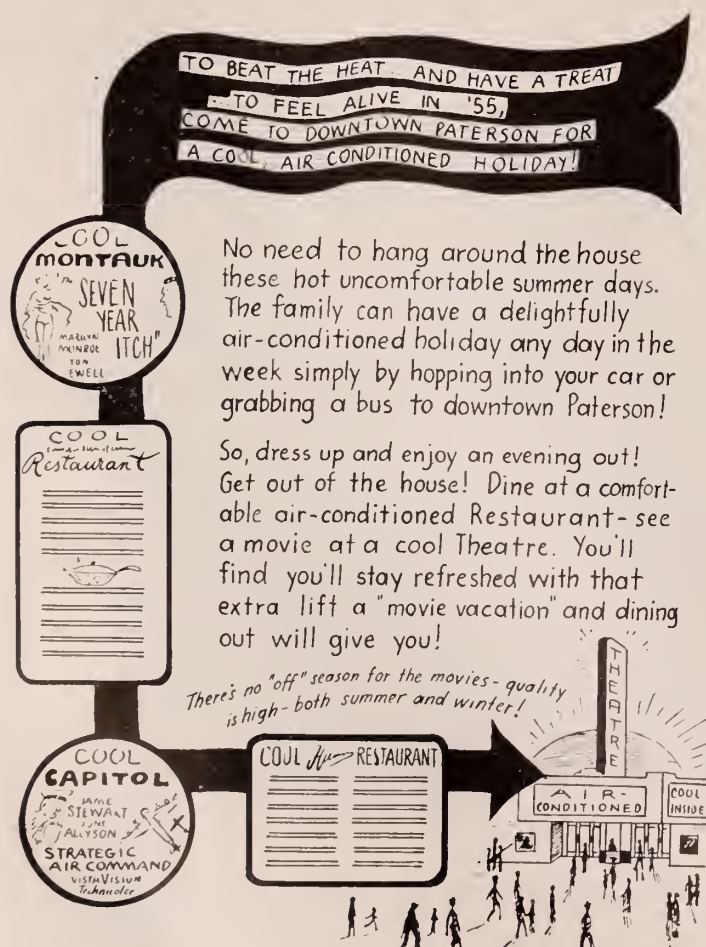 TO BEAT THE HEAT.. AND HAVE A TREAT
...TO FEEL ALIVE IN '55,
COME TO DOWNTOWN PATERSON FOR
A COOL, AIR CONDITIONED HOLIDAY!
COOL
MONTAUK
"SEVEN
YEAR
ITCH"
MARILYN
MONROE
TOM
EWELL
No need to hang around the house
these hot uncomfortable summer days.
The family can have a delightfully
air-conditioned holiday any day in the
week simply by hopping into your car or
grabbing a bus to downtown Paterson!
COOL
Restaurant
So, dress up and enjoy an evening out!
Get out of the house! Dine at a comfort-
able air-conditioned Restaurant- see
a movie at a cool Theatre. You'll
find you'll stay refreshed with that
extra lift a "movie vacation" and dining
out will give you!
There's no "off" season for the movies - quality
is high - both summer and winter!
COOL
CAPITOL
JAME
STEWART
JUNE
ALLYSON
STRATEGIC
AIR COMMAND
VISTAVISION
Technicolor
COOL RESTAURANT
THEATRE
AIR-
CONDITIONED
COOL
INSIDE